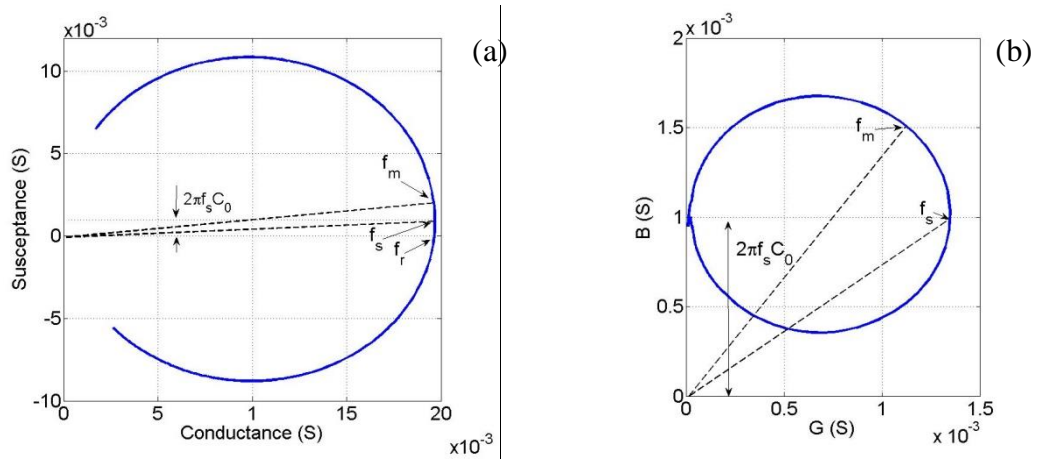 (a)
x10⁻³
10
5
0
-5
-10
Susceptance (S)
2πfₛC₀
fₘ
fₛ
fᵣ
0
5
1
15
20
Conductance (S)
x10⁻³
(b)
x 10⁻³
2
1.5
1
0.5
0
B (S)
fₘ
fₛ
2πfₛC₀
0
0.5
1
1.5
G (S)
x 10⁻³